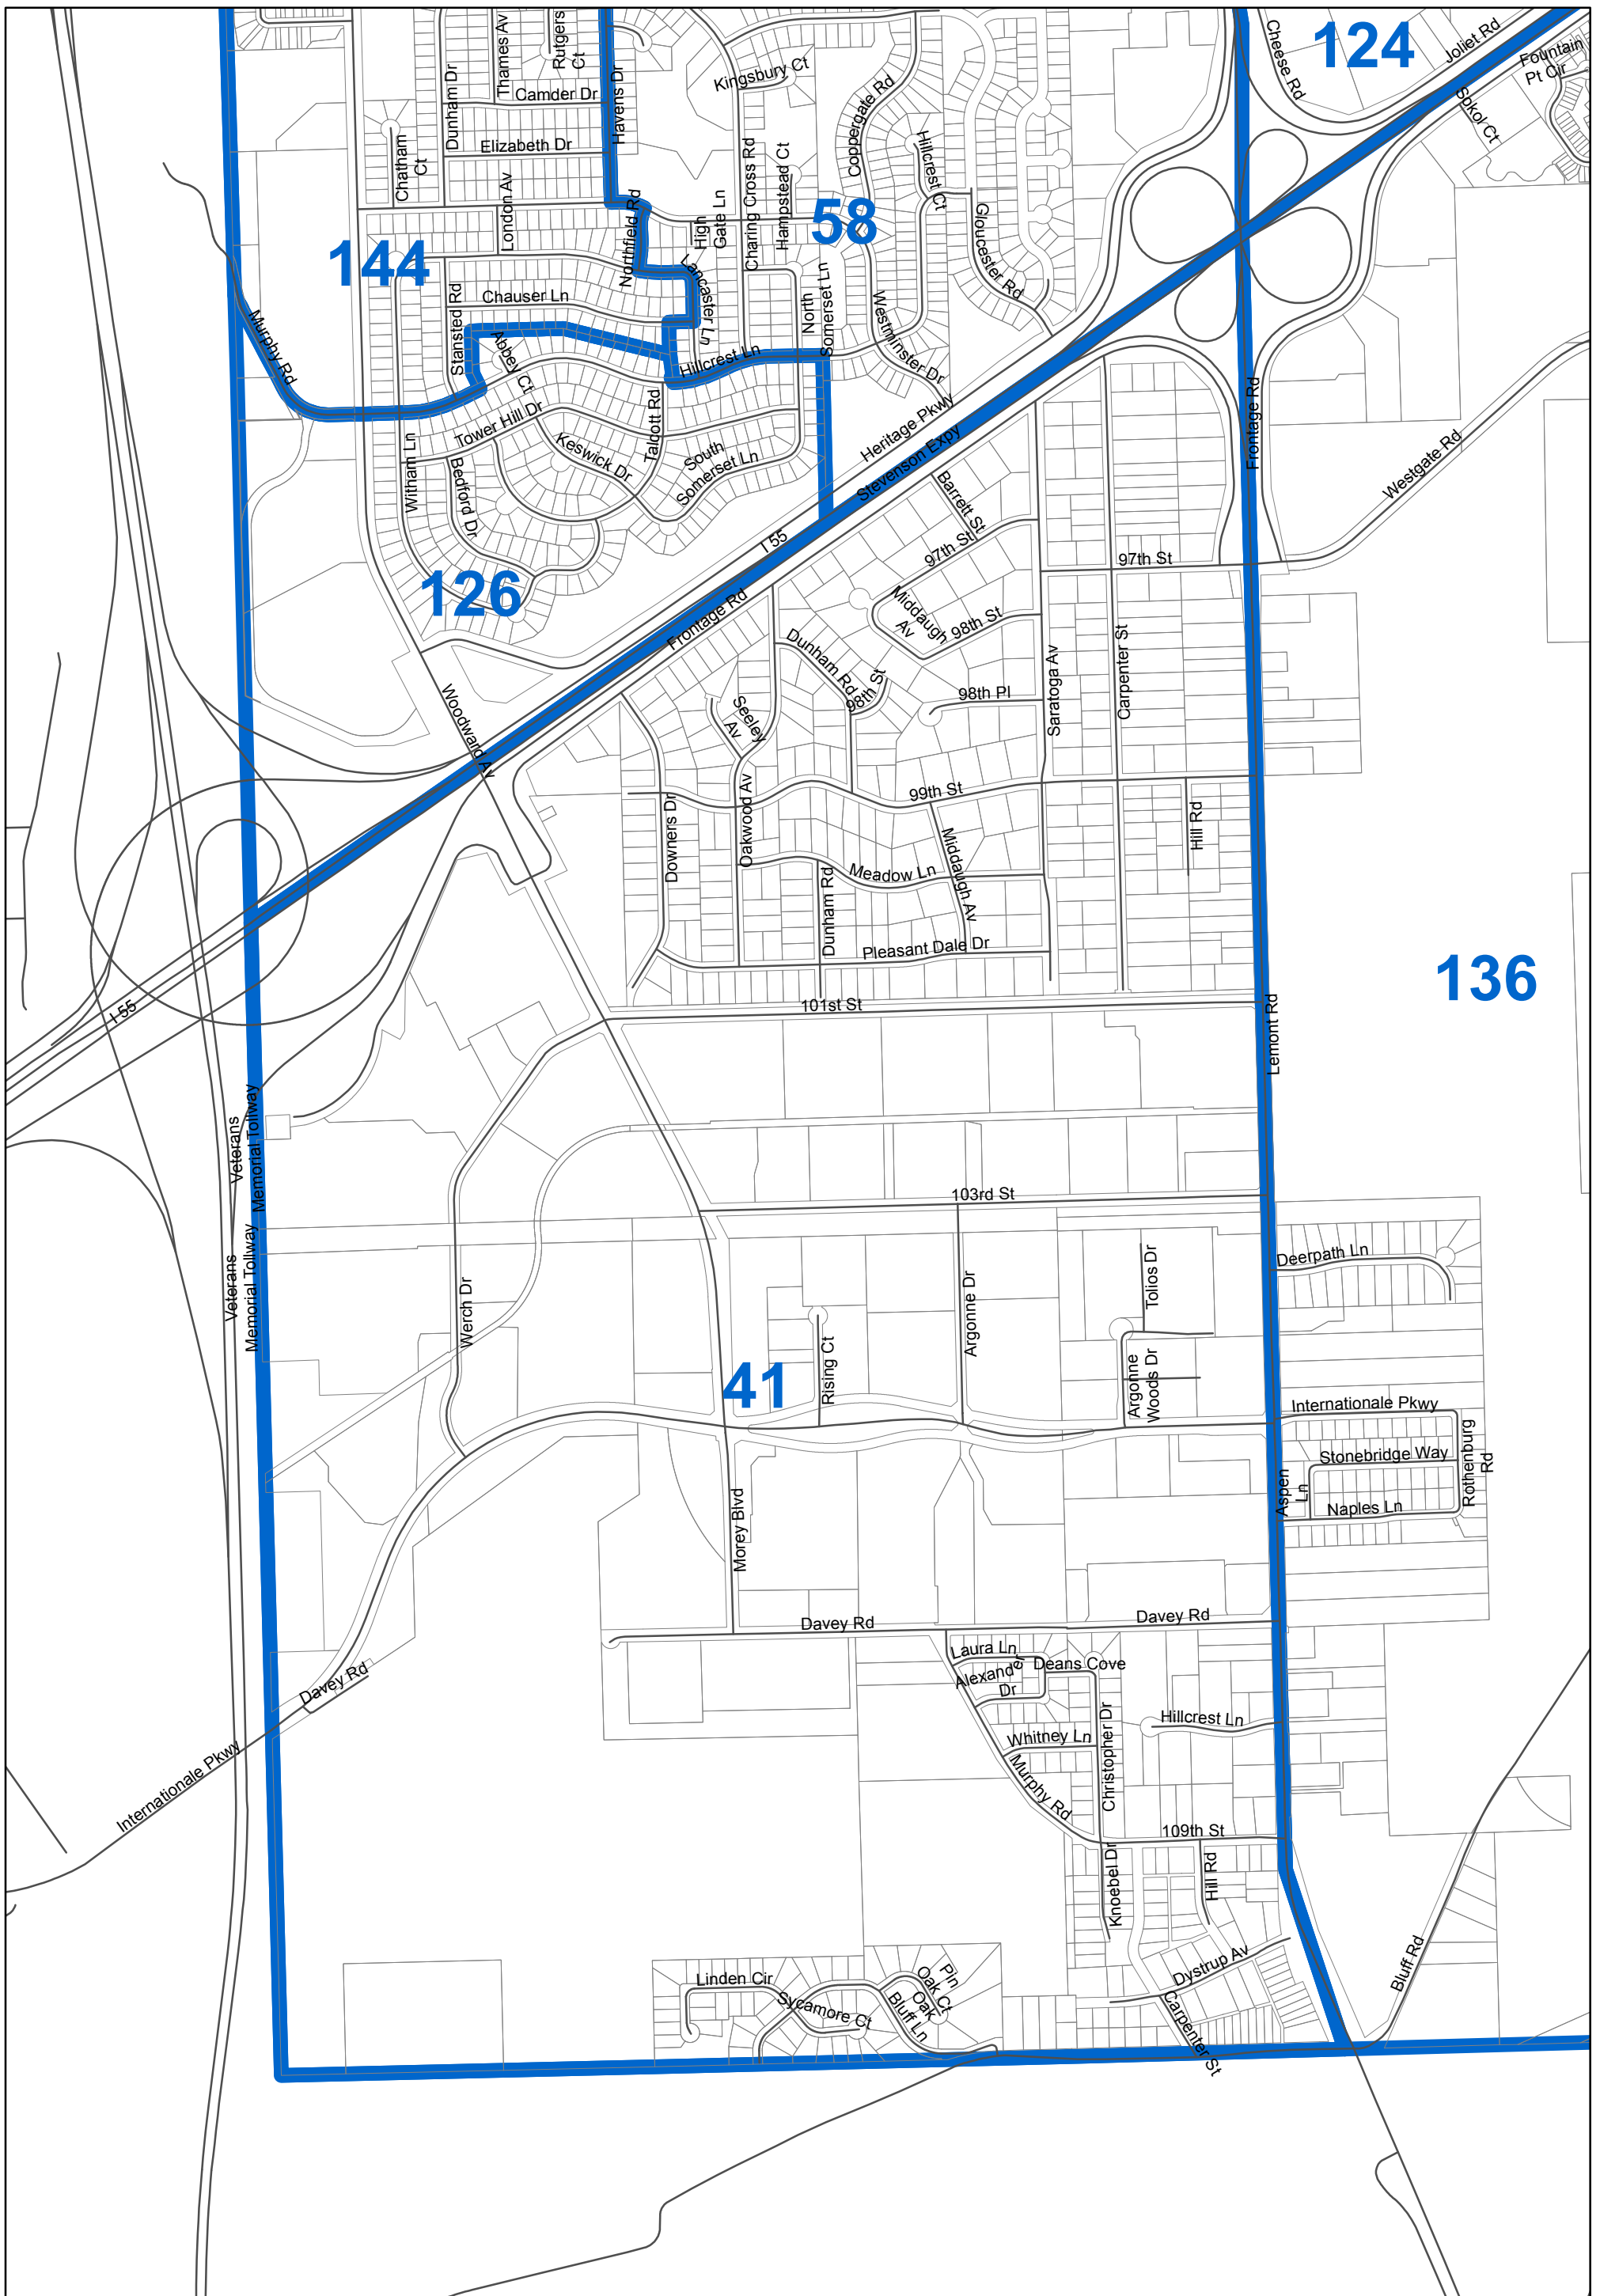 124
Cheese Rd
Joliet Rd
Fountain
Pt Cir
Sokol Ct
Thames Av
Rutgers
Ct
Dunham Dr
Camder Dr
Havens Dr
Kingsbury Ct
Coppergate Rd
Elizabeth Dr
Chatham
Ct
Hillcrest Ct
London Av
Northfield Rd
High
Gate Ln
Charing Cross Rd
Hampstead Ct
58
Gloucester Rd
144
Lancaster Ln
Chauser Ln
Stansted Rd
North
Somerset Ln
Westminster Dr
Murphy Rd
Abbey Ct
Hillcrest Ln
Tower Hill Dr
Talcott Rd
Keswick Dr
South
Somerset Ln
Witham Ln
Bedford Dr
126
Heritage Pkwy
Stevenson Expy
Frontage Rd
Westgate Rd
Barrett St
97th St
97th St
I 55
Frontage Rd
Middaugh
Av
98th St
Dunham Rd
98th St
98th Pl
Saratoga Av
Carpenter St
Woodward Av
Seeley
Av
99th St
Downers Dr
Oakwood Av
Hill Rd
Middaugh Av
Meadow Ln
Dunham Rd
Pleasant Dale Dr
136
101st St
Lemont Rd
I 55
Veterans
Memorial Tollway
103rd St
Veterans
Memorial Tollway
Werch Dr
Deerpath Ln
Tolios Dr
Argonne Dr
Rising Ct
41
Argonne
Woods Dr
Internationale Pkwy
Stonebridge Way
Rothenburg
Rd
Aspen
Ln
Naples Ln
Morey Blvd
Davey Rd
Davey Rd
Laura Ln
Alexander
Dr
Deans Cove
Davey Rd
Christopher Dr
Hillcrest Ln
Whitney Ln
Murphy Rd
Internationale Pkwy
109th St
Knoebel Dr
Hill Rd
Dystrup Av
Bluff Rd
Linden Cir
Sycamore Ct
Pin
Oak Ct
Oak
Bluff Ln
Carpenter St